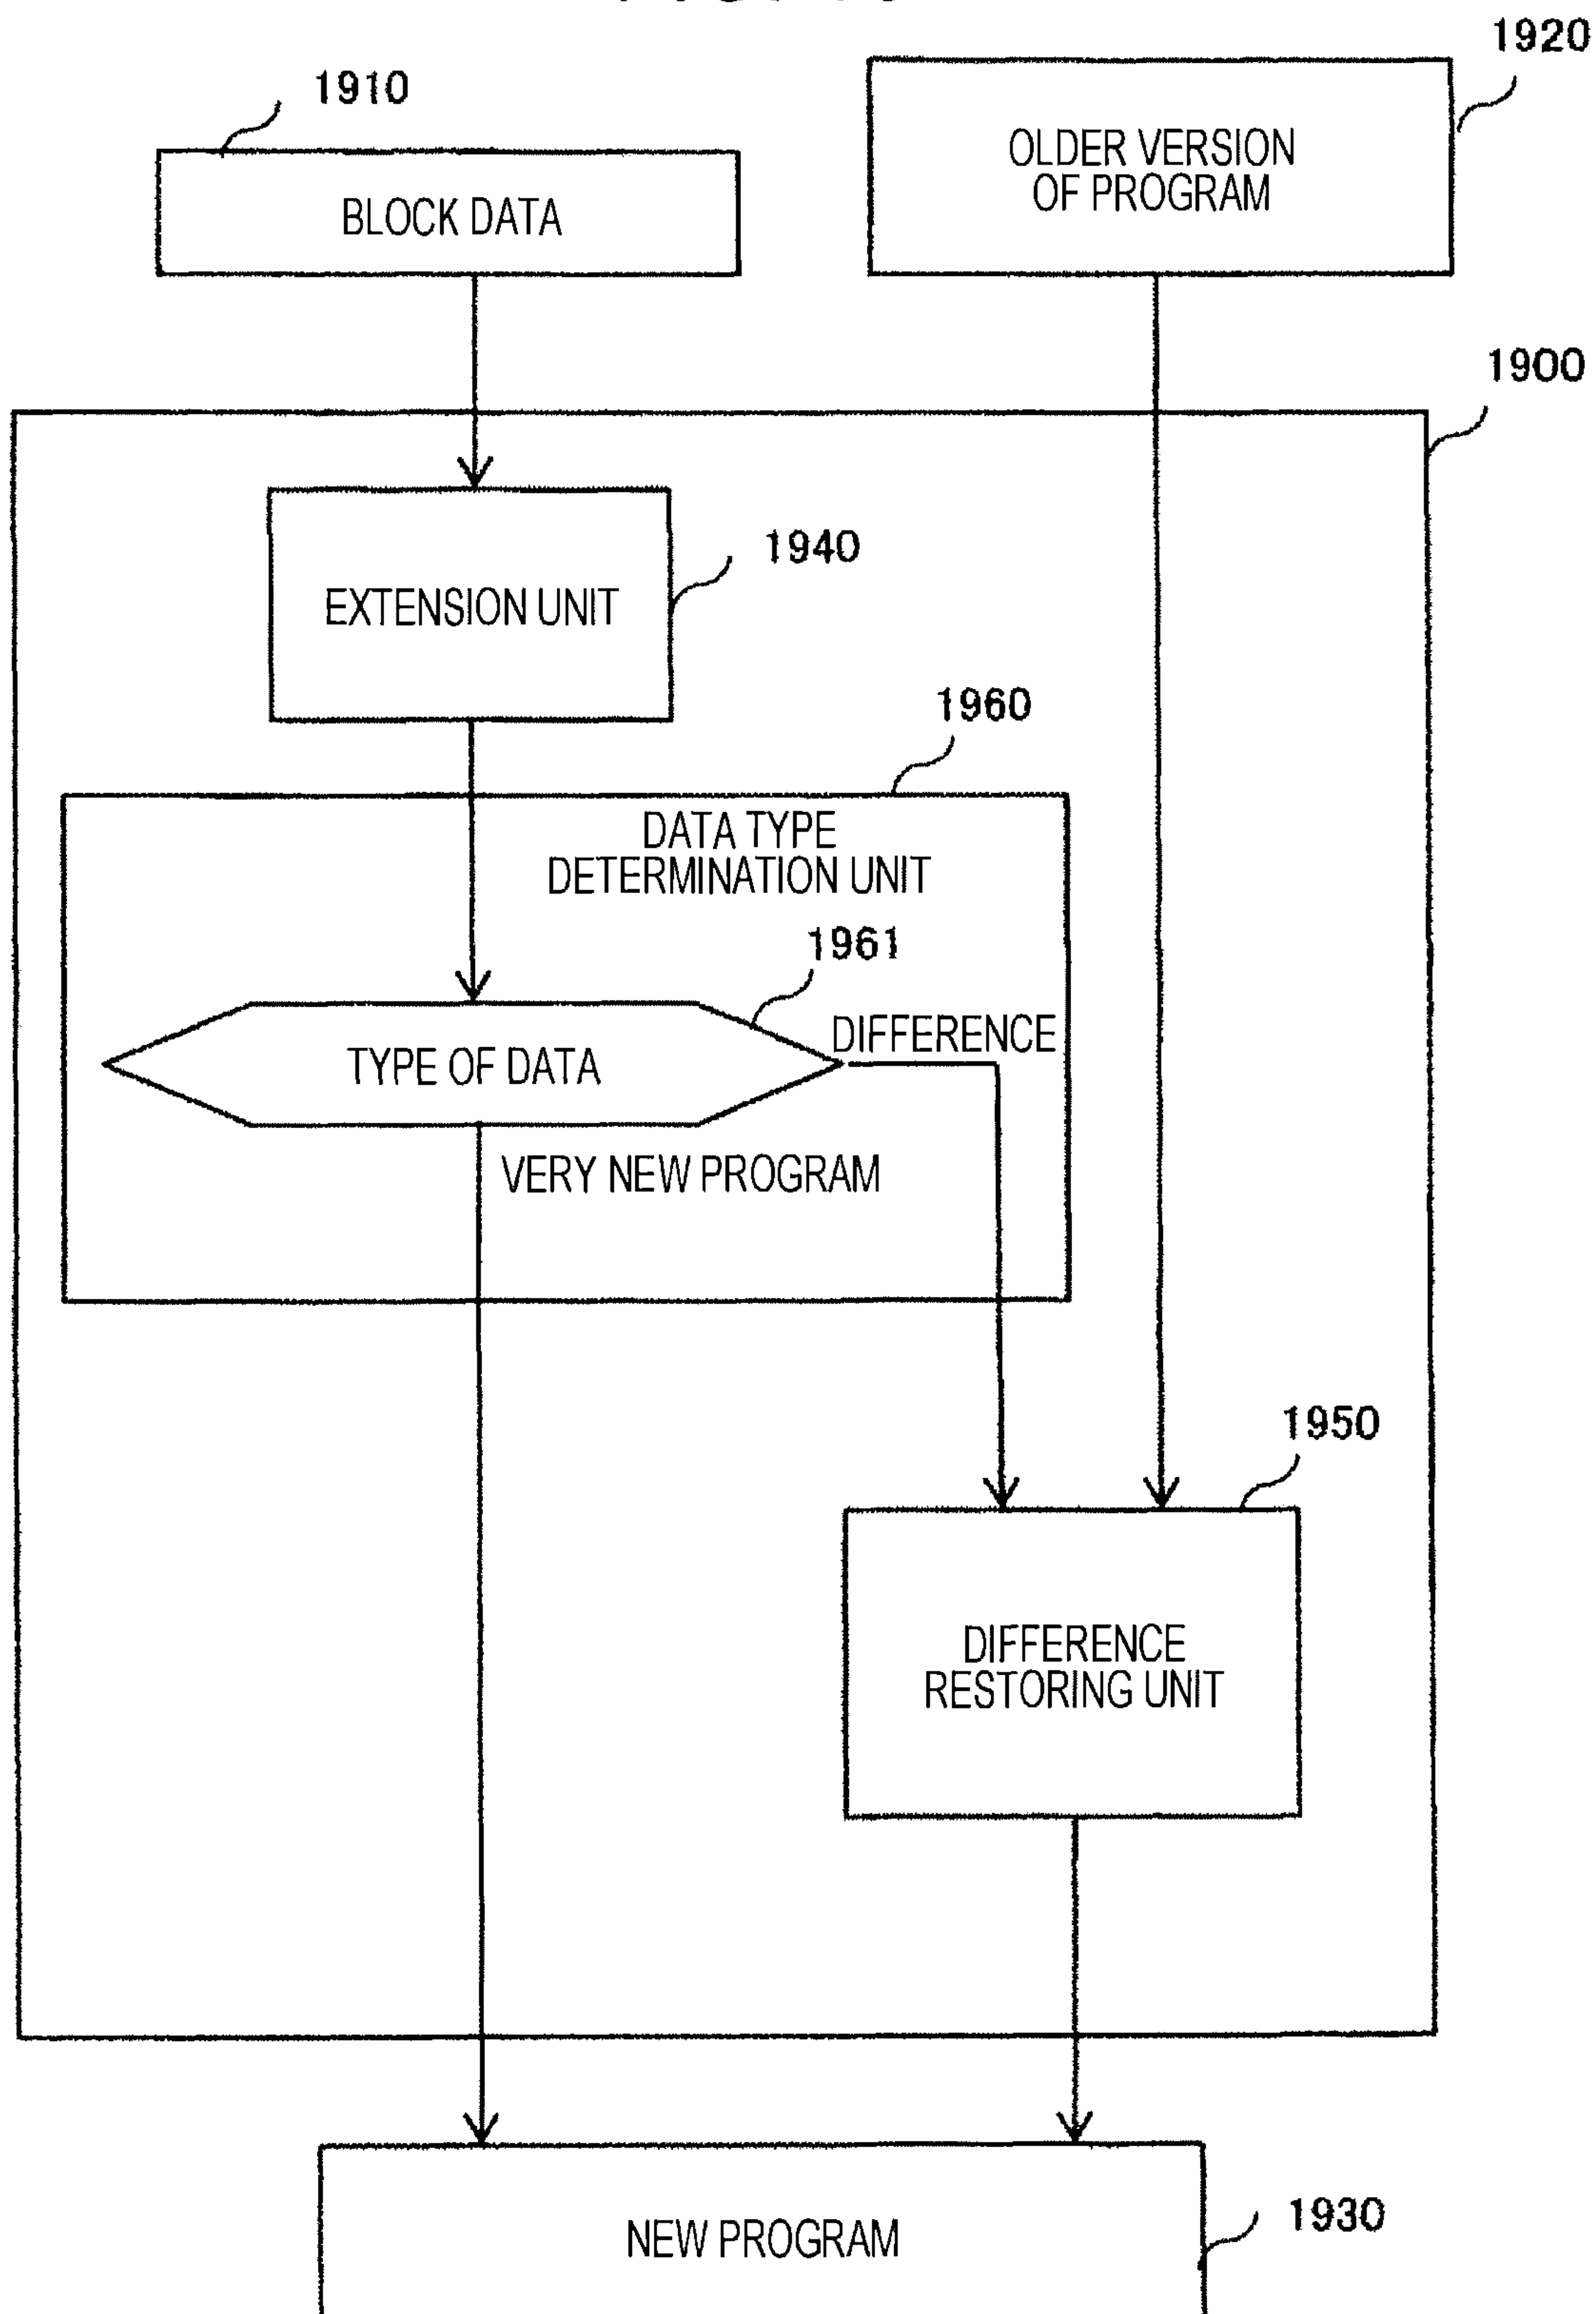 1920
1910
OLDER VERSION
OF PROGRAM
BLOCK DATA
1900
1940
EXTENSION UNIT
1960
DATA TYPE
DETERMINATION UNIT
1961
DIFFERENCE
TYPE OF DATA
VERY NEW PROGRAM
1950
DIFFERENCE
RESTORING UNIT
NEW PROGRAM
1930